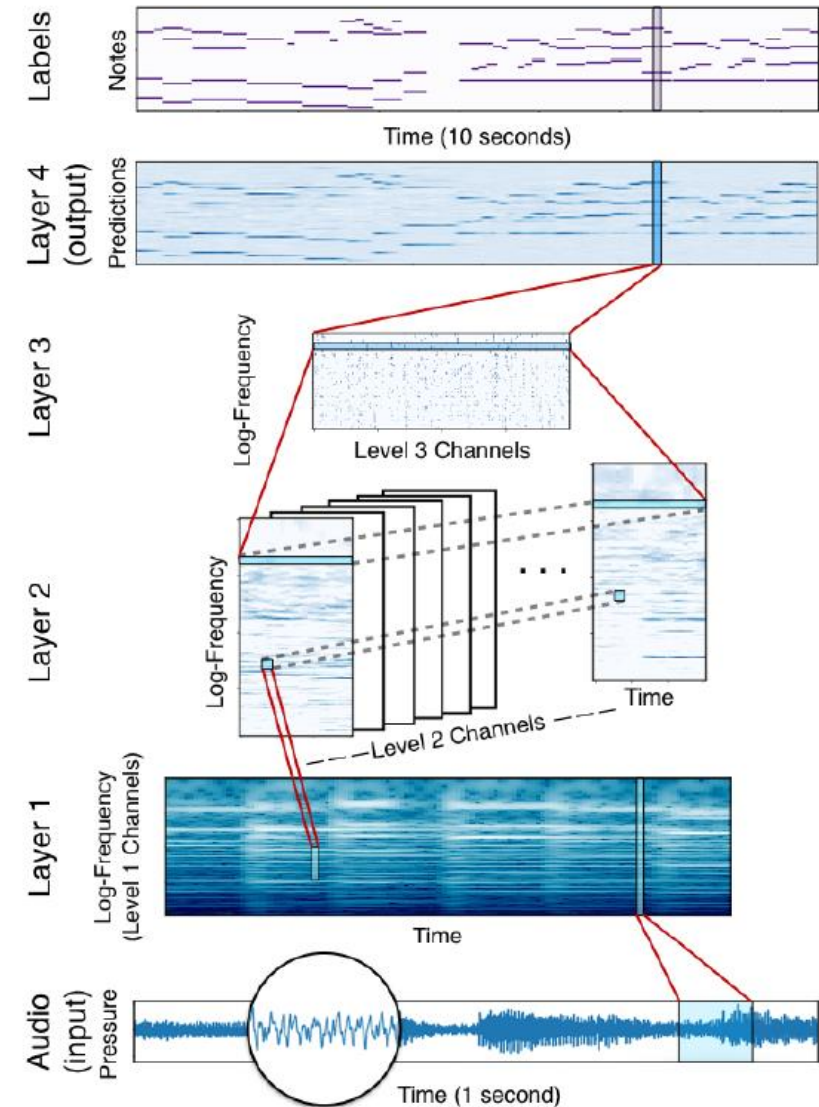 Labels
Notes
Time (10 seconds)
Layer 4
(output)
Predictions
Layer 3
Log-Frequency
Level 3 Channels
Layer 2
Log-Frequency
...
Time
Level 2 Channels
Layer 1
Log-Frequency
(Level 1 Channels)
Time
Audio
(input)
Pressure
Time (1 second)